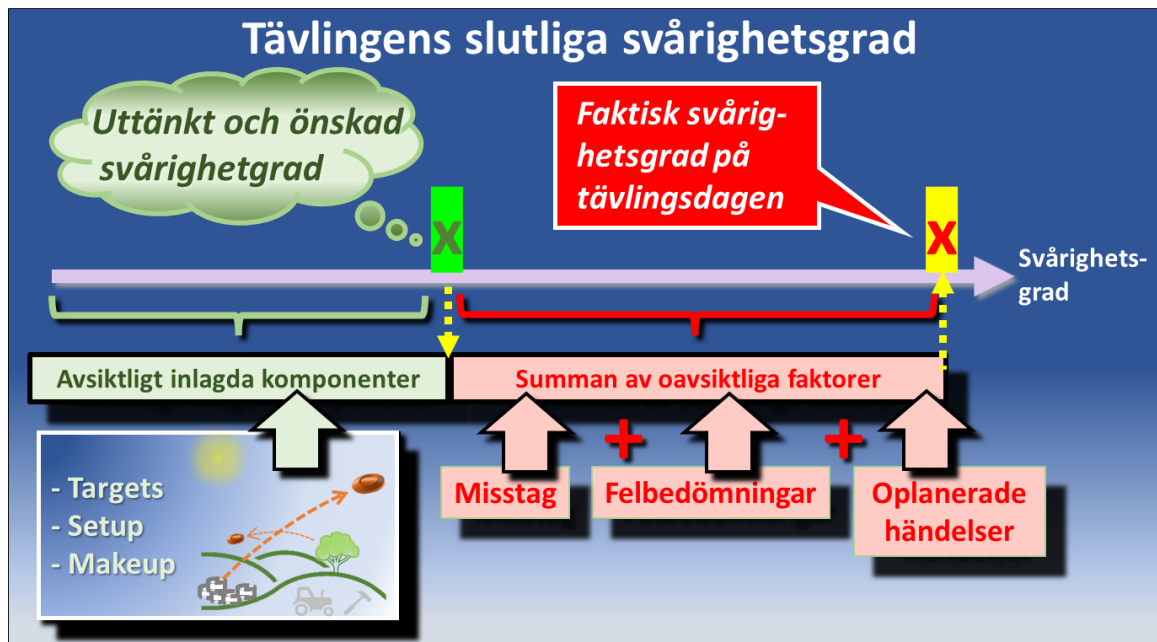 Tävlingens slutliga svårighetsgrad
Uttänkt och önskad
svårighetgrad
Faktisk svårig-
hetsgrad på
tävlingsdagen
X
X
Svårighets-
grad
Avsiktligt inlagda komponenter
Summan av oavsiktliga faktorer
- Targets
- Setup
- Makeup
Misstag
+
Felbedömningar
+
Oplanerade
händelser